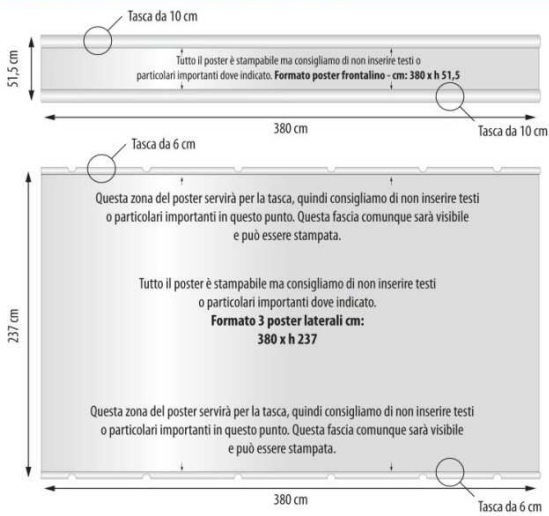 Tasca da 10 cm
51,5 cm
Tutto il poster è stampabile ma consigliamo di non inserire testi o
particolari importanti dove indicato. Formato poster frontalino - cm: 380 x h 51,5
380 cm
Tasca da 10 cm
Tasca da 6 cm
Questa zona del poster servirà per la tasca, quindi consigliamo di non inserire testi
o particolari importanti in questo punto. Questa fascia comunque sarà visibile
e può essere stampata.
237 cm
Tutto il poster è stampabile ma consigliamo di non inserire testi
o particolari importanti dove indicato.
Formato 3 poster laterali cm:
380 x h 237
Questa zona del poster servirà per la tasca, quindi consigliamo di non inserire testi
o particolari importanti in questo punto. Questa fascia comunque sarà visibile
e può essere stampata.
380 cm
Tasca da 6 cm